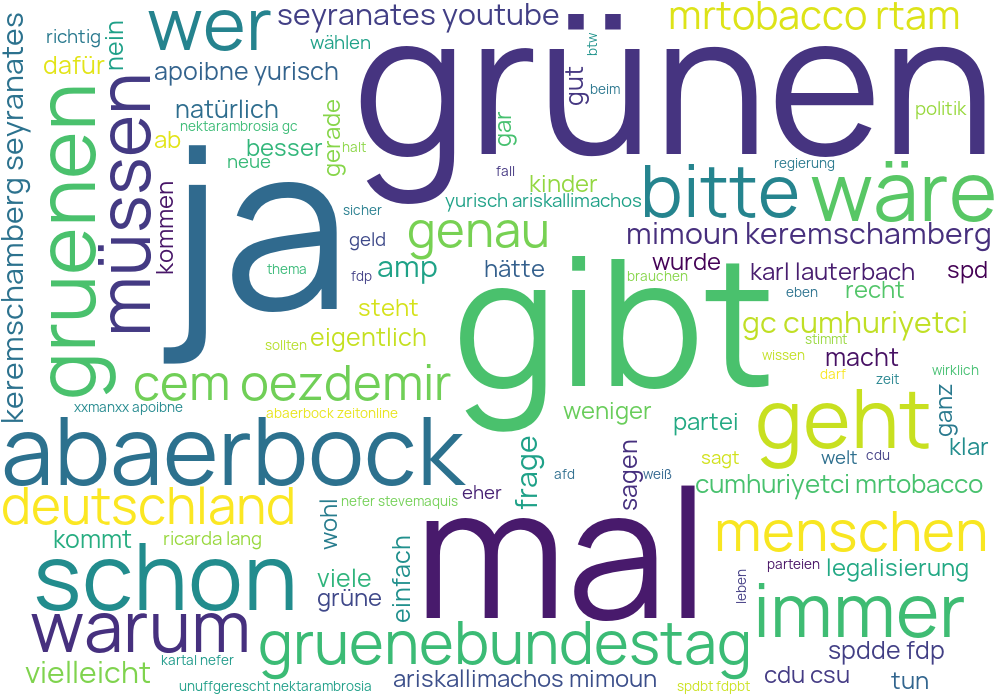 seyranates youtube
mrtobacco rtam
wer
grünen
wählen
btw
richtig
nein
keremschamberg seyranates
dafür
apoibne yurisch
gut
beim
müssen
gruenen
natürlich
nektarambrosia gc
gerade
gar
politik
ab
besser
halt
neue
ja
fall
regierung
kommen
kinder
bitte
wäre
yurisch ariskallimachos
sicher
genau
mimoun keremschamberg
geld
wurde
thema
fdp
amp
hätte
gibt
brauchen
karl lauterbach
spd
eben
recht
steht
gc cumhuriyetci
eigentlich
stimmt
sollten
wissen
macht
cem oezdemir
darf
zeit
wirklich
xxmanxx apoibne
abaerbock zeitonline
weniger
partei
geht
ganz
abaerbock
frage
sagen
sagt
welt
cdu
klar
afd
weiß
deutschland
nefer stevemaquis
eher
cumhuriyetci mrtobacco
mal
menschen
kommt
ricarda lang
wohl
einfach
schon
viele
grüne
parteien
legalisierung
leben
immer
warum
gruenebundestag
spdde fdp
vielleicht
kartal nefer
unuffgerescht nektarambrosia
ariskallimachos mimoun
spdbt fdpbt
cdu csu
tun